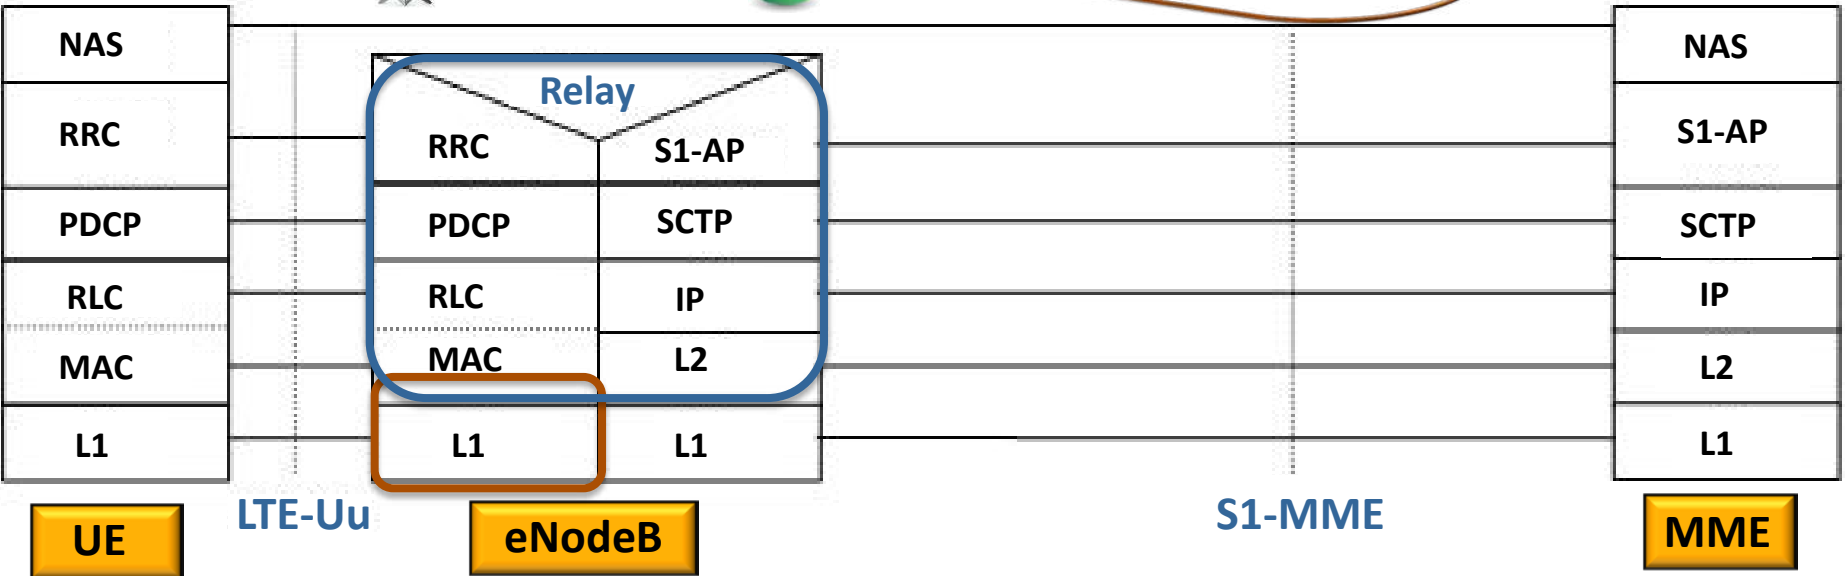 NAS
RRC
PDCP
RLC
MAC
L1
UE
LTE-Uu
Relay
RRC
S1-AP
PDCP
SCTP
RLC
IP
MAC
L2
L1
L1
eNodeB
S1-MME
NAS
S1-AP
SCTP
IP
L2
L1
MME